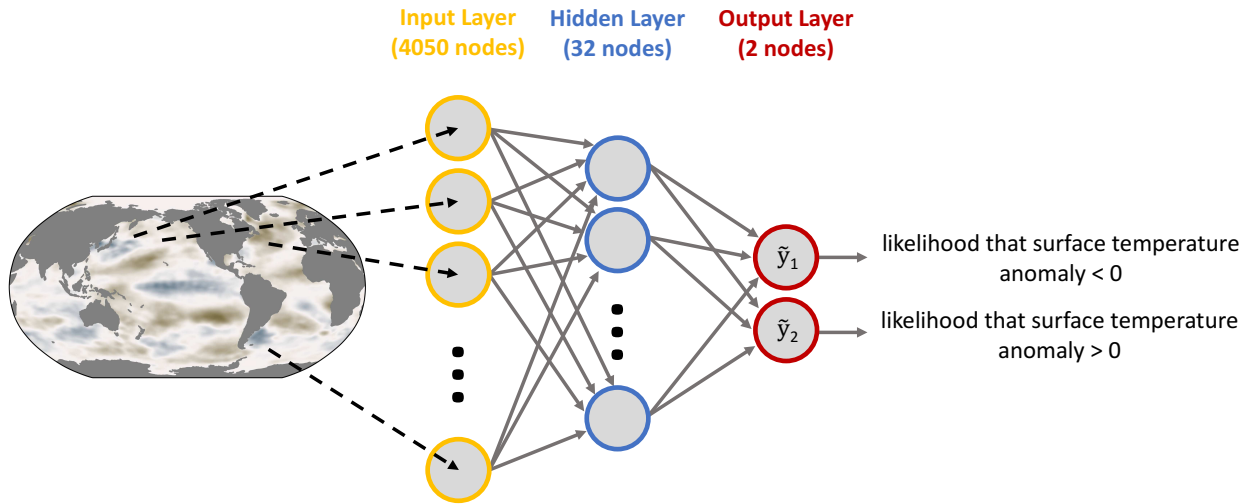 Input Layer
(4050 nodes)
Hidden Layer
(32 nodes)
Output Layer
(2 nodes)
ỹ₁
likelihood that surface temperature
anomaly < 0
ỹ₂
likelihood that surface temperature
anomaly > 0